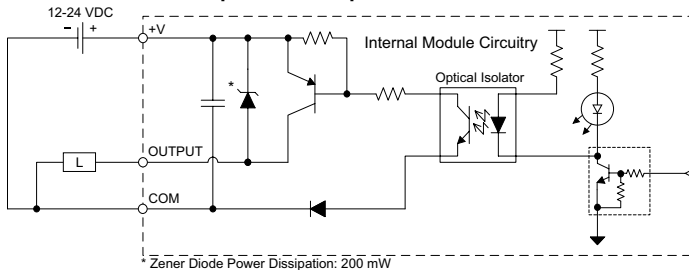 12-24 VDC
− +
+V
Internal Module Circuitry
Optical Isolator
*
OUTPUT
L
COM
* Zener Diode Power Dissipation: 200 mW